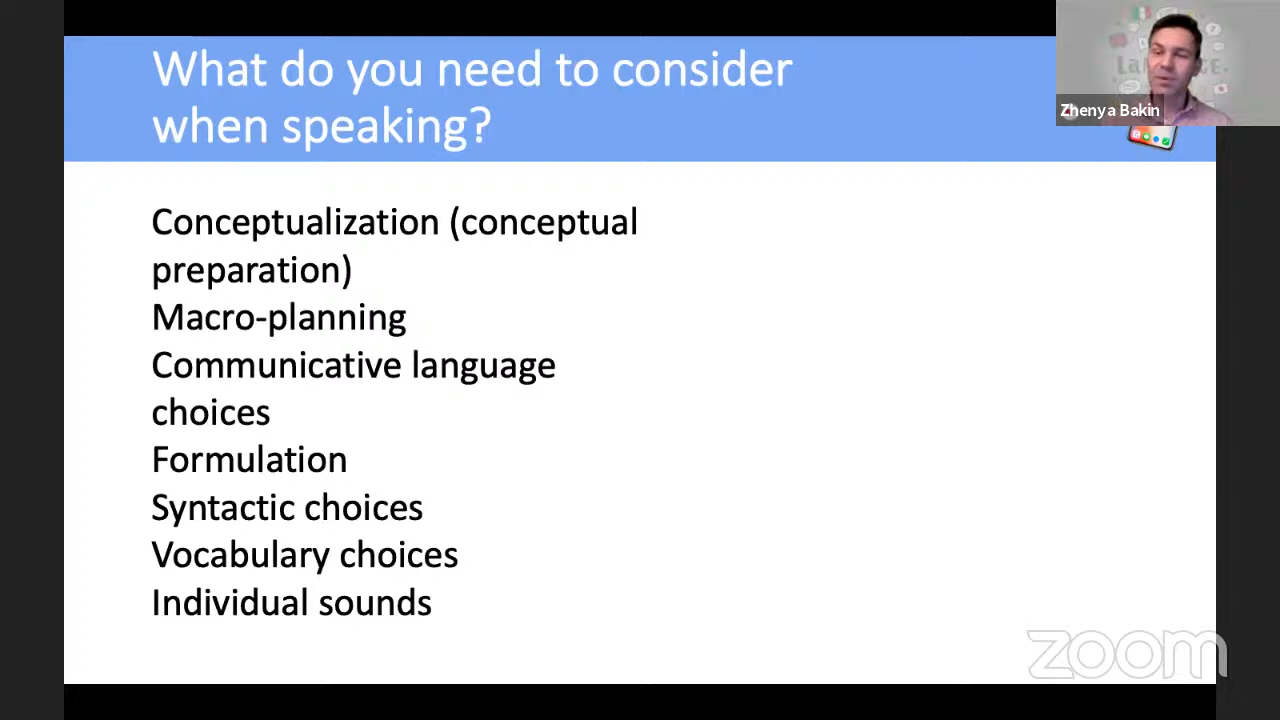 What do you need to consider
when speaking?
Zhenya Bakin
Conceptualization (conceptual
preparation)
Macro-planning
Communicative language
choices
Formulation
Syntactic choices
Vocabulary choices
Individual sounds
zoom